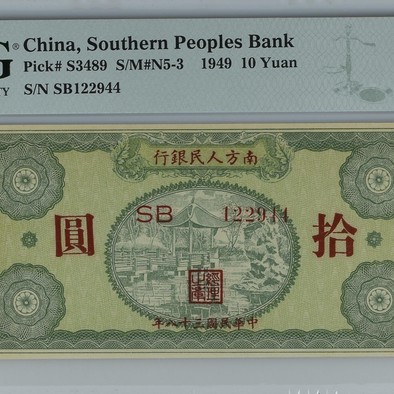 G® China, Southern Peoples Bank
Pick# S3489 S/M#N5-3 1949 10 Yuan
TY S/N SB122944
南方人民銀行
SB 122944
拾圓
中華民國三十八年